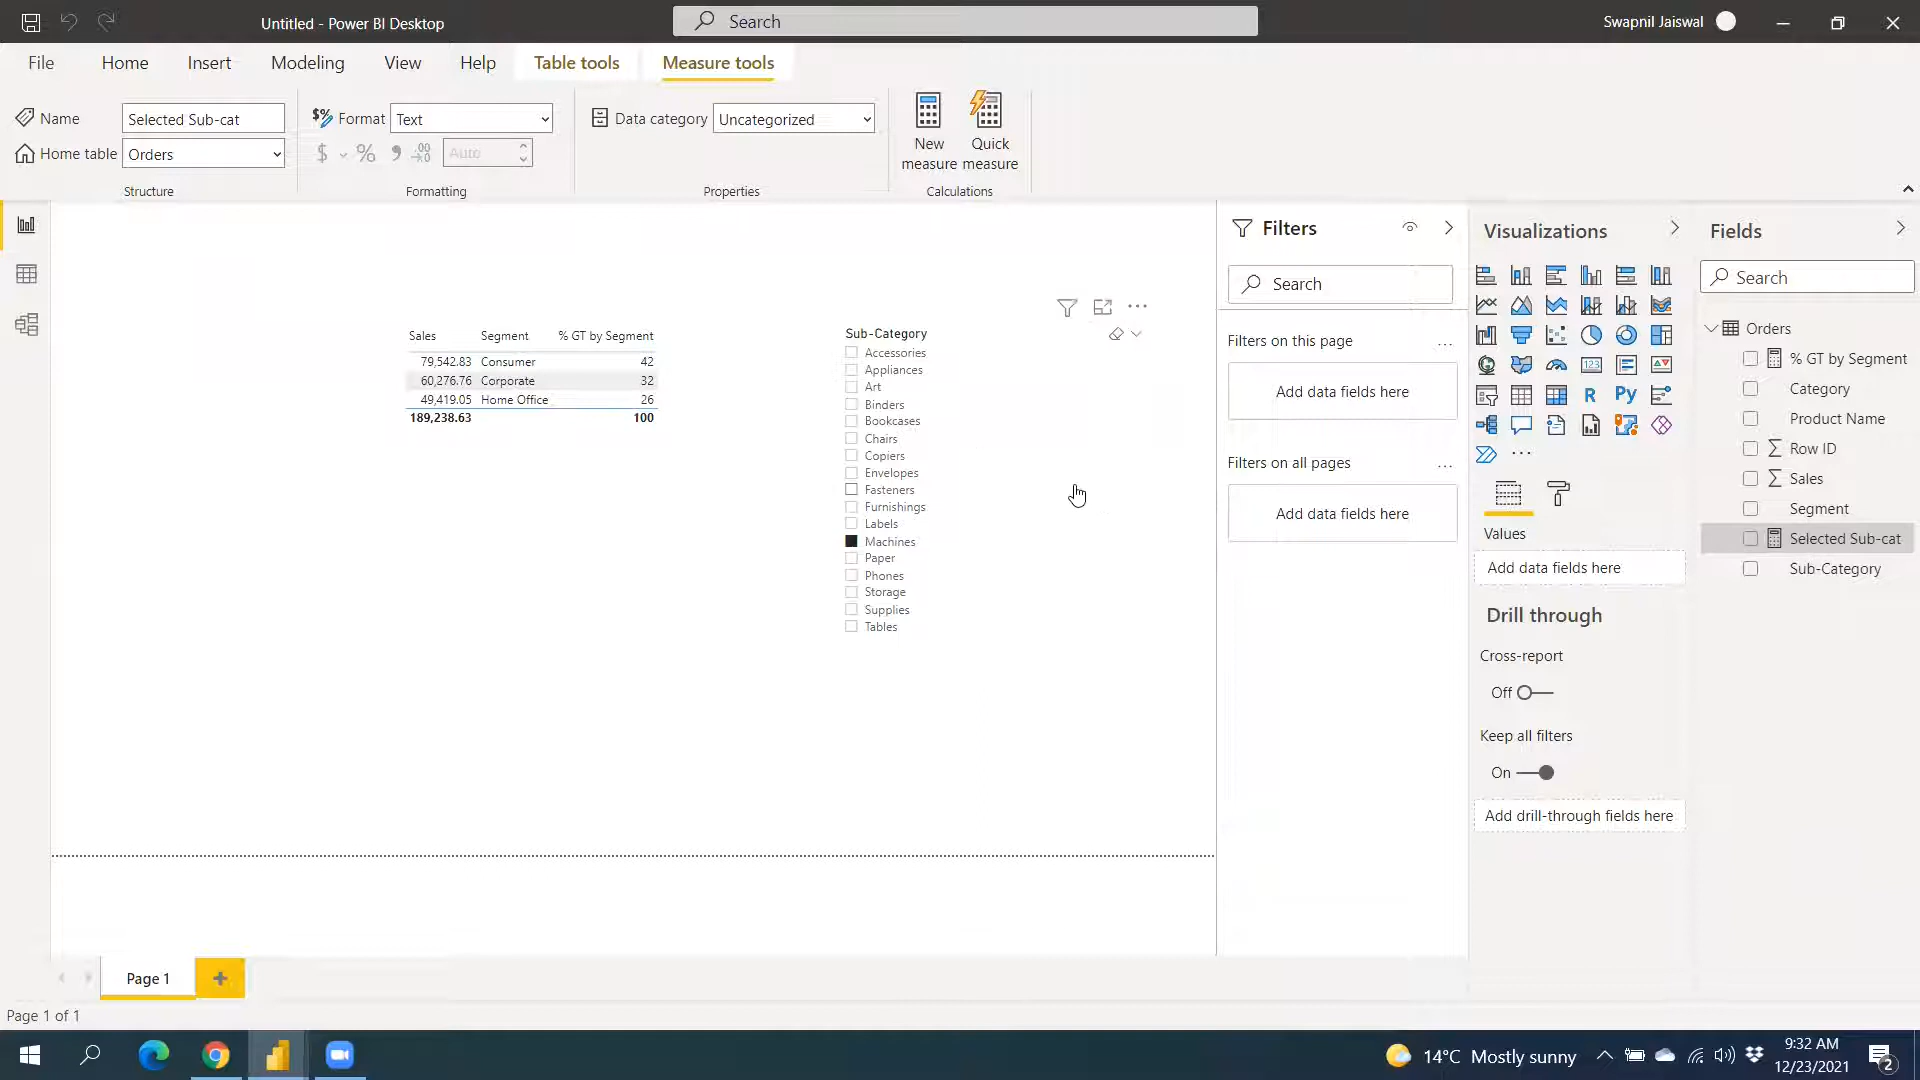 Untitled - Power BI Desktop
Search
Swapnil Jaiswal
File Home Insert Modeling View Help Table tools Measure tools
Name Selected Sub-cat
Home table Orders
Structure
Format Text
$ % 9 .00 Auto
Formatting
Data category Uncategorized
Properties
New measure
Quick measure
Calculations
Sales Segment % GT by Segment
79,542.83 Consumer 42
60,276.76 Corporate 32
49,419.05 Home Office 26
189,238.63 100
Sub-Category
Accessories
Appliances
Art
Binders
Bookcases
Chairs
Copiers
Envelopes
Fasteners
Furnishings
Labels
Machines
Paper
Phones
Storage
Supplies
Tables
Filters
Search
Filters on this page
Add data fields here
Filters on all pages
Add data fields here
Visualizations
123
R
Py
Values
Add data fields here
Drill through
Cross-report
Off
Keep all filters
On
Add drill-through fields here
Fields
Search
Orders
% GT by Segment
Category
Product Name
Row ID
Sales
Segment
Selected Sub-cat
Sub-Category
Page 1
Page 1 of 1
14°C Mostly sunny
9:32 AM
12/23/2021
2